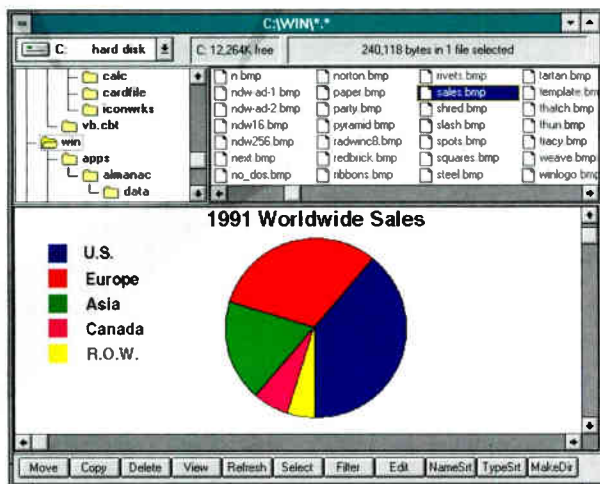 C:\WIN\*.*
C: hard disk
C: 12,264K free
240,118 bytes in 1 file selected
calc
cardfile
iconwrks
vb.cbt
win
apps
almanac
data
n.bmp
ndw-ad-1.bmp
ndw-ad-2.bmp
ndw16.bmp
ndw256.bmp
next.bmp
no_dos.bmp
norton.bmp
paper.bmp
party.bmp
pyramid.bmp
radwinc8.bmp
redbrick.bmp
ribbons.bmp
rivets.bmp
sales.bmp
shred.bmp
slash.bmp
spots.bmp
squares.bmp
steel.bmp
tartan.bmp
template.bm
thatch.bmp
thun.bmp
tracy.bmp
weave.bmp
winlogo.bmp
1991 Worldwide Sales
U.S.
Europe
Asia
Canada
R.O.W.
Move Copy Delete View Refresh Select Filter Edit NameSrt TypeSrt MakeDir